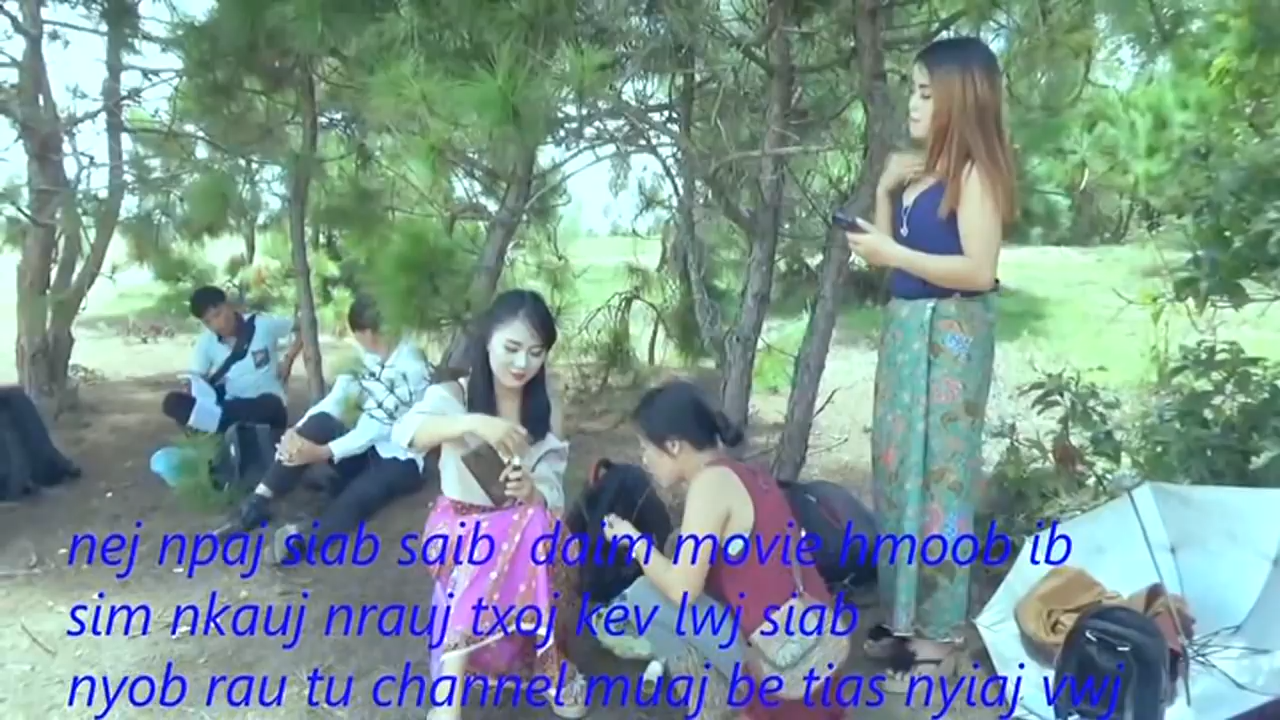 nej npaj siab saib daim movie hmoob ib
sim nkauj nrauj txoj kev lwj siab
nyob rau tu channel muaj be tias nyiaj vwj